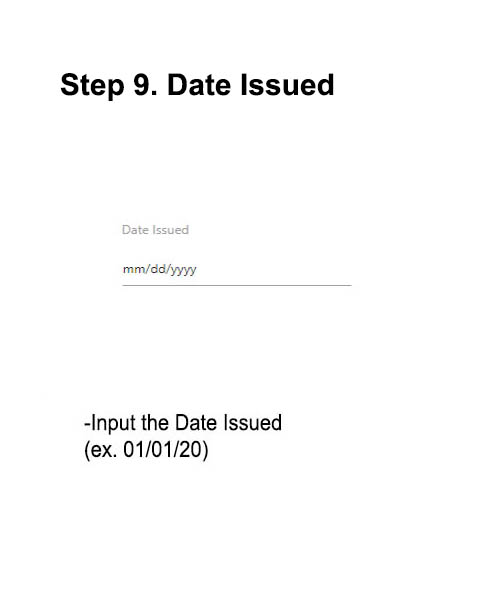 Step 9. Date Issued
Date Issued
mm/dd/yyyy
-Input the Date Issued
(ex. 01/01/20)